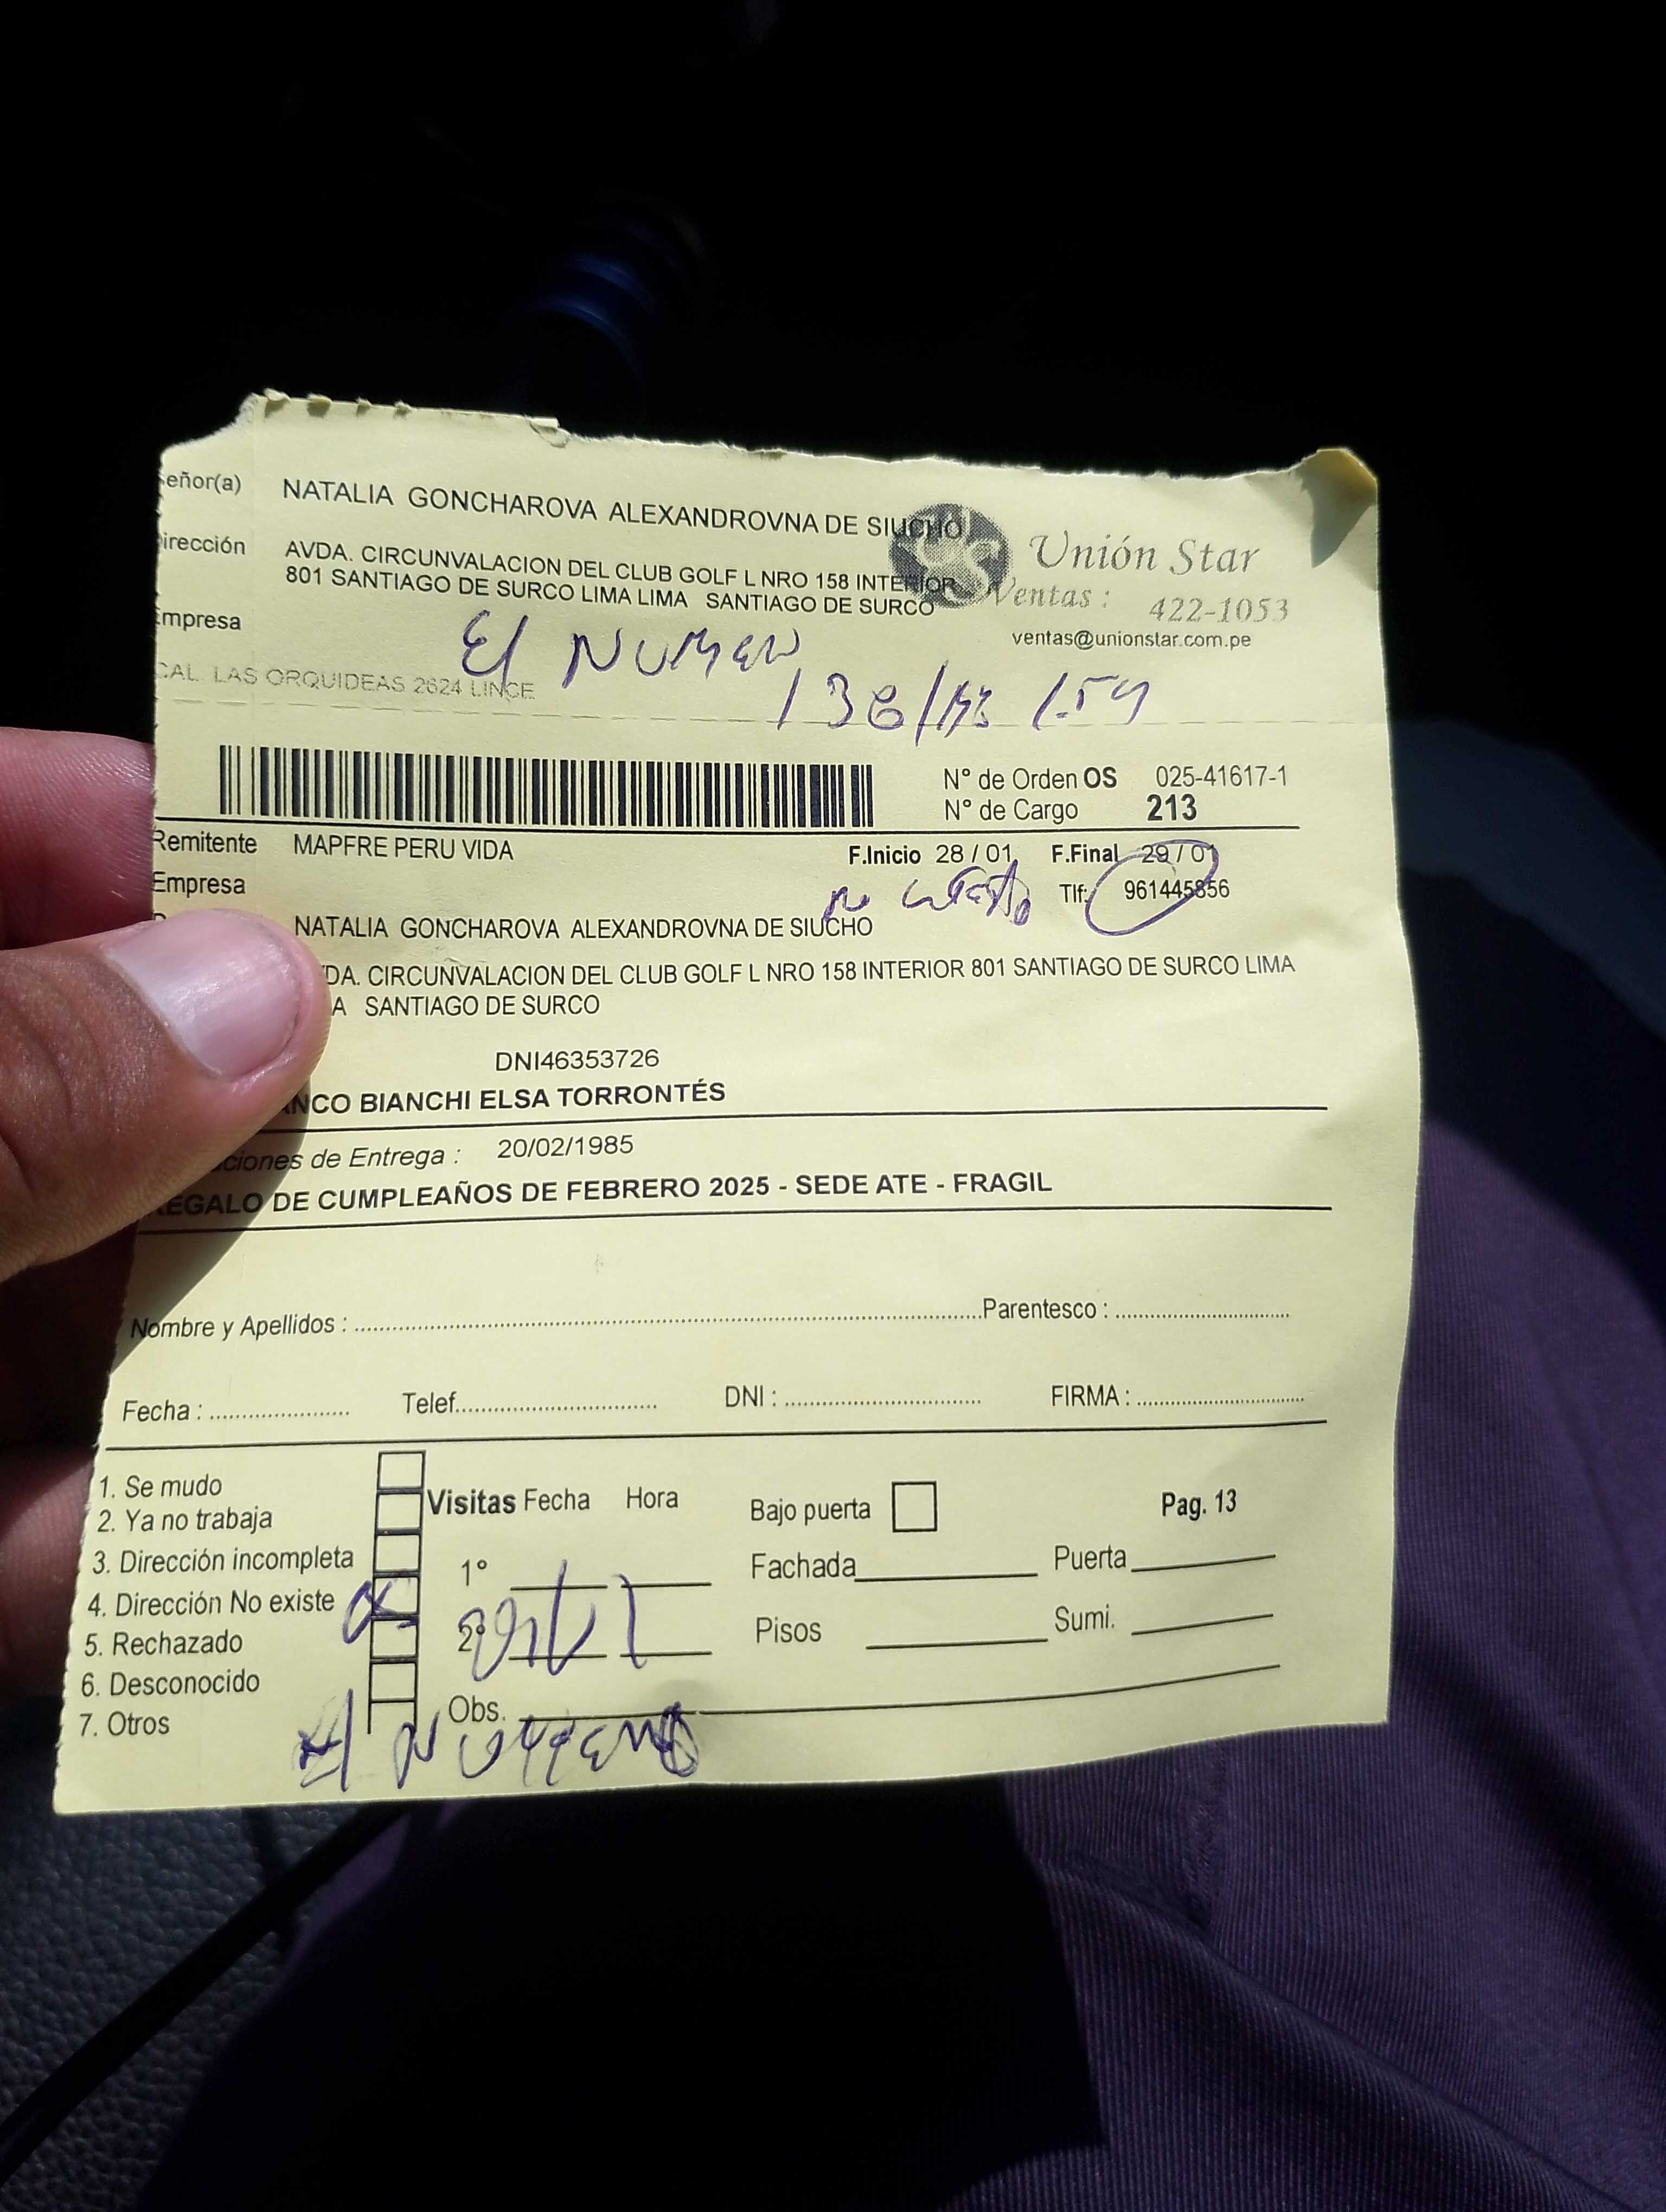 eñor(a) NATALIA GONCHAROVA ALEXANDROVNA DE SIUCHO
irección AVDA. CIRCUNVALACION DEL CLUB GOLF L NRO 158 INTERIOR
801 SANTIAGO DE SURCO LIMA LIMA SANTIAGO DE SURCO
Unión Star
Ventas : 422-1053
ventas@unionstar.com.pe
mpresa
El
CAL. LAS ORQUIDEAS 2624 LINCE
N° de Orden OS 025-41617-1
N° de Cargo 213
Remitente MAPFRE PERU VIDA F.Inicio 28 / 01 F.Final 29 / 01
Empresa no Tlf: 961445856
NATALIA GONCHAROVA ALEXANDROVNA DE SIUCHO
DA. CIRCUNVALACION DEL CLUB GOLF L NRO 158 INTERIOR 801 SANTIAGO DE SURCO LIMA
A SANTIAGO DE SURCO
DNI46353726
NCO BIANCHI ELSA TORRONTÉS
ciones de Entrega : 20/02/1985
EGALO DE CUMPLEAÑOS DE FEBRERO 2025 - SEDE ATE - FRAGIL
Nombre y Apellidos : Parentesco :
Fecha : Telef. DNI : FIRMA :
1. Se mudo
2. Ya no trabaja
3. Dirección incompleta
4. Dirección No existe
5. Rechazado
6. Desconocido
7. Otros
Visitas Fecha Hora
1°
2°
Obs.
El
Bajo puerta Pag. 13
Fachada Puerta
Pisos Sumi.